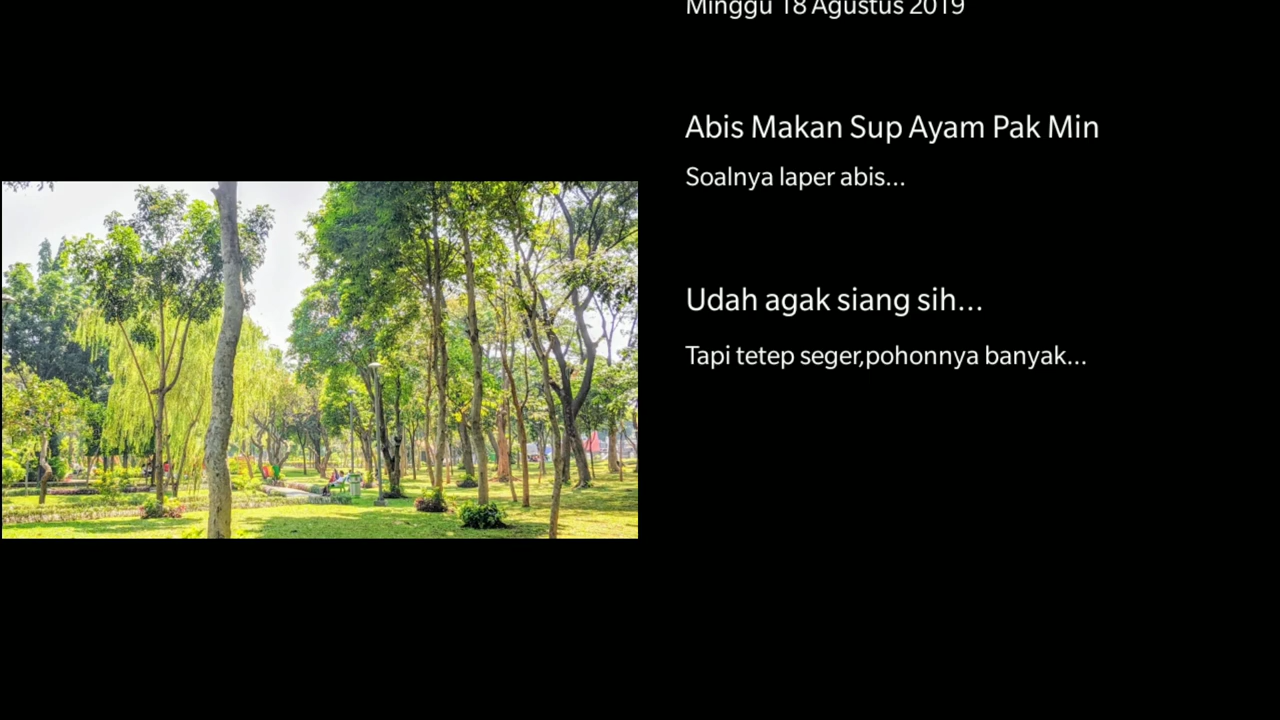 Minggu 18 Agustus 2019
Abis Makan Sup Ayam Pak Min
Soalnya laper abis...
Udah agak siang sih...
Tapi tetep seger,pohonnya banyak...